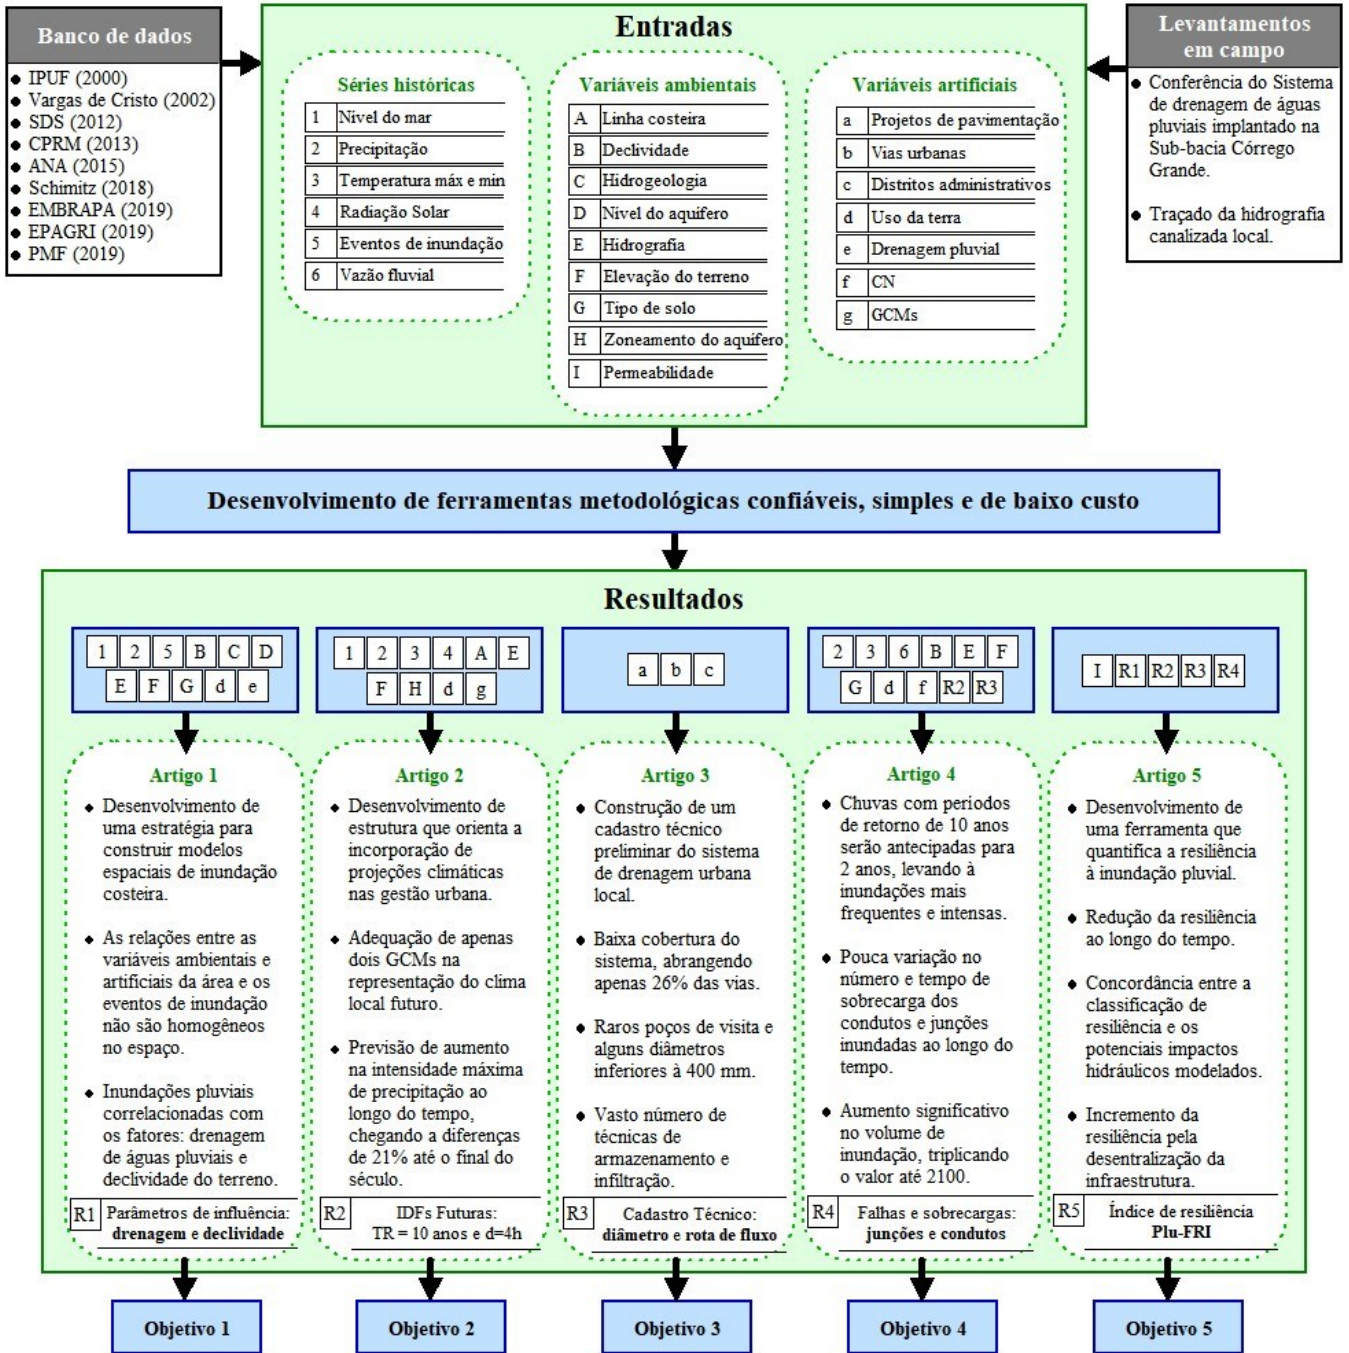 Banco de dados
IPUF (2000)
Vargas de Cristo (2002)
SDS (2012)
CPRM (2013)
ANA (2015)
Schimitz (2018)
EMBRAPA (2019)
EPAGRI (2019)
PMF (2019)
Entradas
Séries históricas
1 Nivel do mar
2 Precipitação
3 Temperatura máx e min
4 Radiação Solar
5 Eventos de inundação
6 Vazão fluvial
Variáveis ambientais
A Linha costeira
B Declividade
C Hidrogeologia
D Nivel do aquifero
E Hidrografia
F Elevação do terreno
G Tipo de solo
H Zoneamento do aquifero
I Permeabilidade
Variáveis artificiais
a Projetos de pavimentação
b Vias urbanas
c Distritos administrativos
d Uso da terra
e Drenagem pluvial
f CN
g GCMs
Levantamentos
em campo
Conferência do Sistema
de drenagem de águas
pluviais implantado na
Sub-bacia Córrego
Grande.
Traçado da hidrografia
canalizada local.
Desenvolvimento de ferramentas metodológicas confiáveis, simples e de baixo custo
Resultados
1 2 5 B C D
E F G d e
Artigo 1
Desenvolvimento de
uma estratégia para
construir modelos
espaciais de inundação
costeira.
As relações entre as
variáveis ambientais e
artificiais da área e os
eventos de inundação
não são homogêneos
no espaço.
Inundações pluviais
correlacionadas com
os fatores: drenagem
de águas pluviais e
declividade do terreno.
R1 Parâmetros de influência:
drenagem e declividade
Objetivo 1
1 2 3 4 A E
F H d g
Artigo 2
Desenvolvimento de
estrutura que orienta a
incorporação de
projeções climáticas
nas gestão urbana.
Adequação de apenas
dois GCMs na
representação do clima
local futuro.
Previsão de aumento
na intensidade máxima
de precipitação ao
longo do tempo,
chegando a diferenças
de 21% até o final do
século.
R2 IDFs Futuras:
TR = 10 anos e d=4h
Objetivo 2
a b c
Artigo 3
Construção de um
cadastro técnico
preliminar do sistema
de drenagem urbana
local.
Baixa cobertura do
sistema, abrangendo
apenas 26% das vias.
Raros poços de visita e
alguns diâmetros
inferiores à 400 mm.
Vasto número de
técnicas de
armazenamento e
infiltração.
R3 Cadastro Técnico:
diâmetro e rota de fluxo
Objetivo 3
2 3 6 B E F
G d f R2 R3
Artigo 4
Chuvas com períodos
de retorno de 10 anos
serão antecipadas para
2 anos, levando à
inundações mais
frequentes e intensas.
Pouca variação no
número e tempo de
sobrecarga dos
condutos e junções
inundadas ao longo do
tempo.
Aumento significativo
no volume de
inundação, triplicando
o valor até 2100.
R4 Falhas e sobrecargas:
junções e condutos
Objetivo 4
I R1 R2 R3 R4
Artigo 5
Desenvolvimento de
uma ferramenta que
quantifica a resiliência
à inundação pluvial.
Redução da resiliência
ao longo do tempo.
Concordância entre a
classificação de
resiliência e os
potenciais impactos
hidráulicos modelados.
Incremento da
resiliência pela
desentralização da
infraestrutura.
R5 Índice de resiliência
Plu-FRI
Objetivo 5